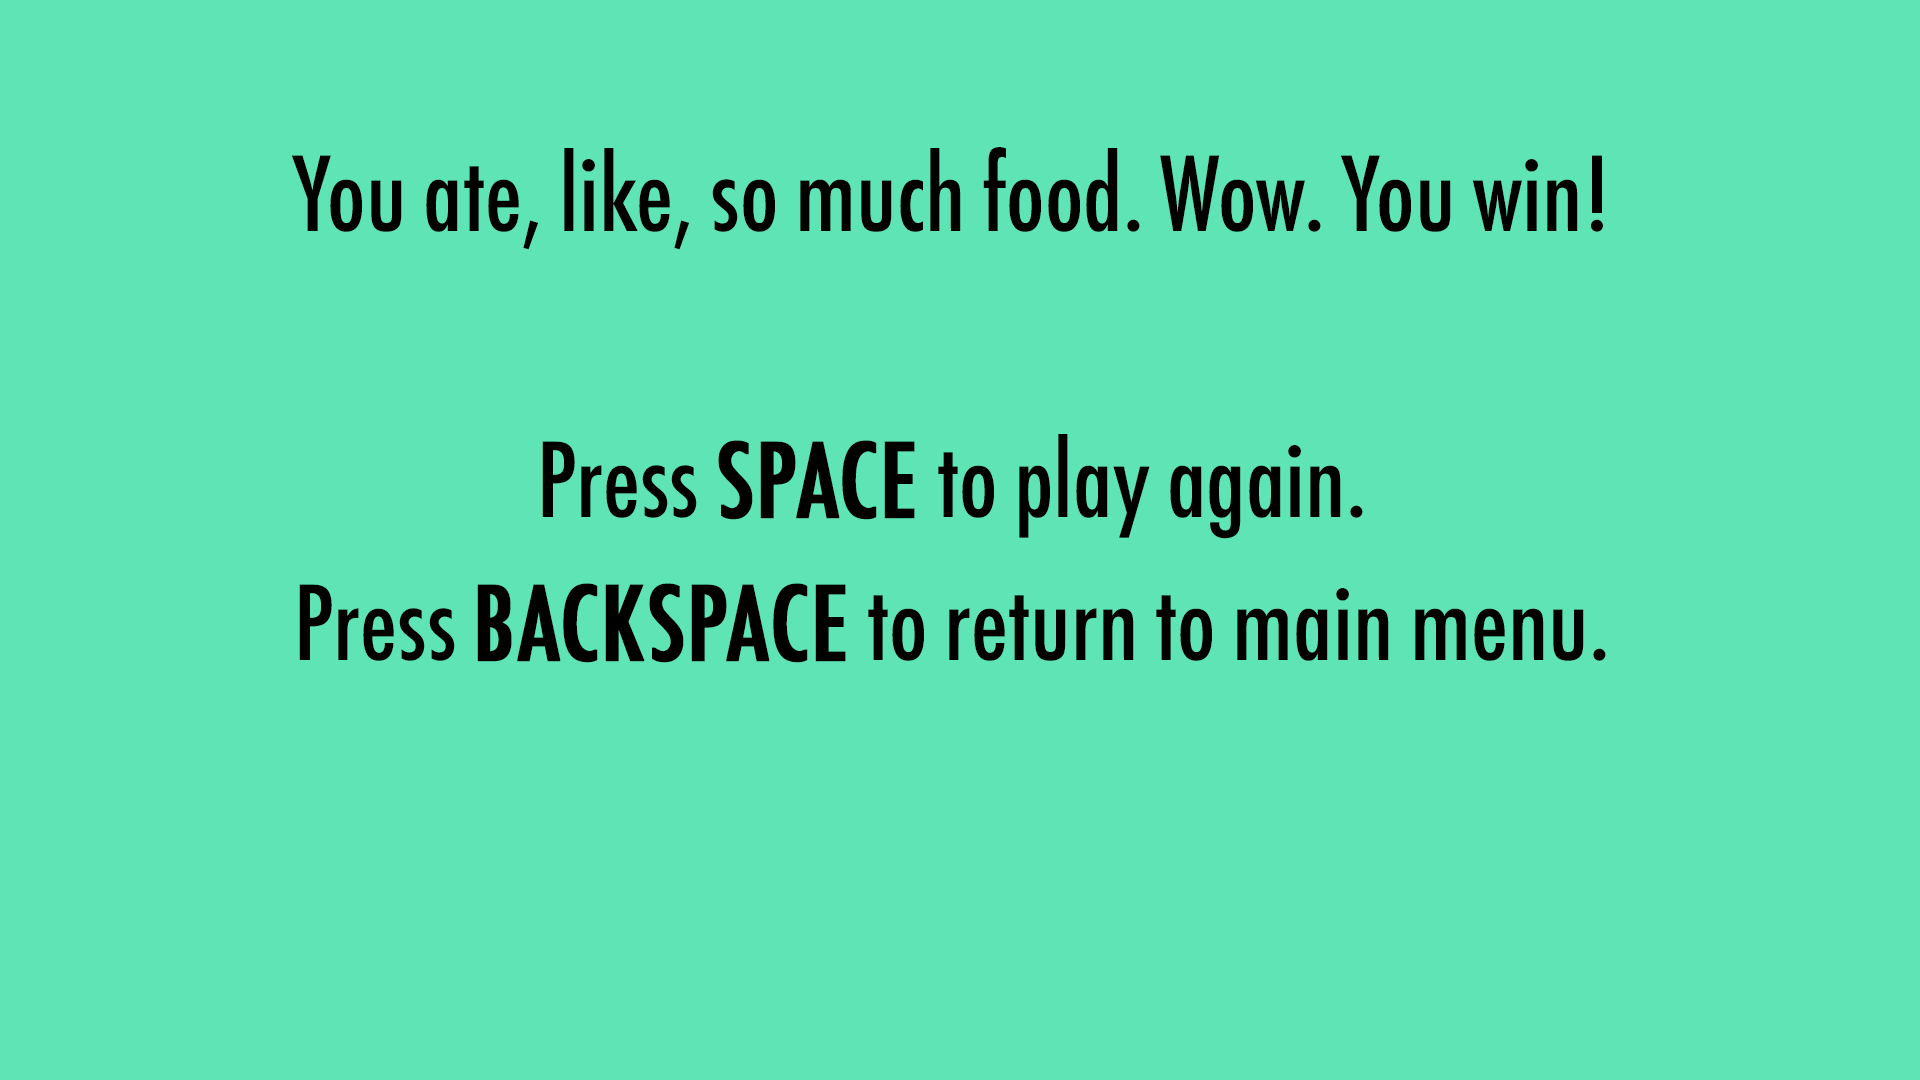 You ate, like, so much food. Wow. You win!
Press SPACE to play again.
Press BACKSPACE to return to main menu.